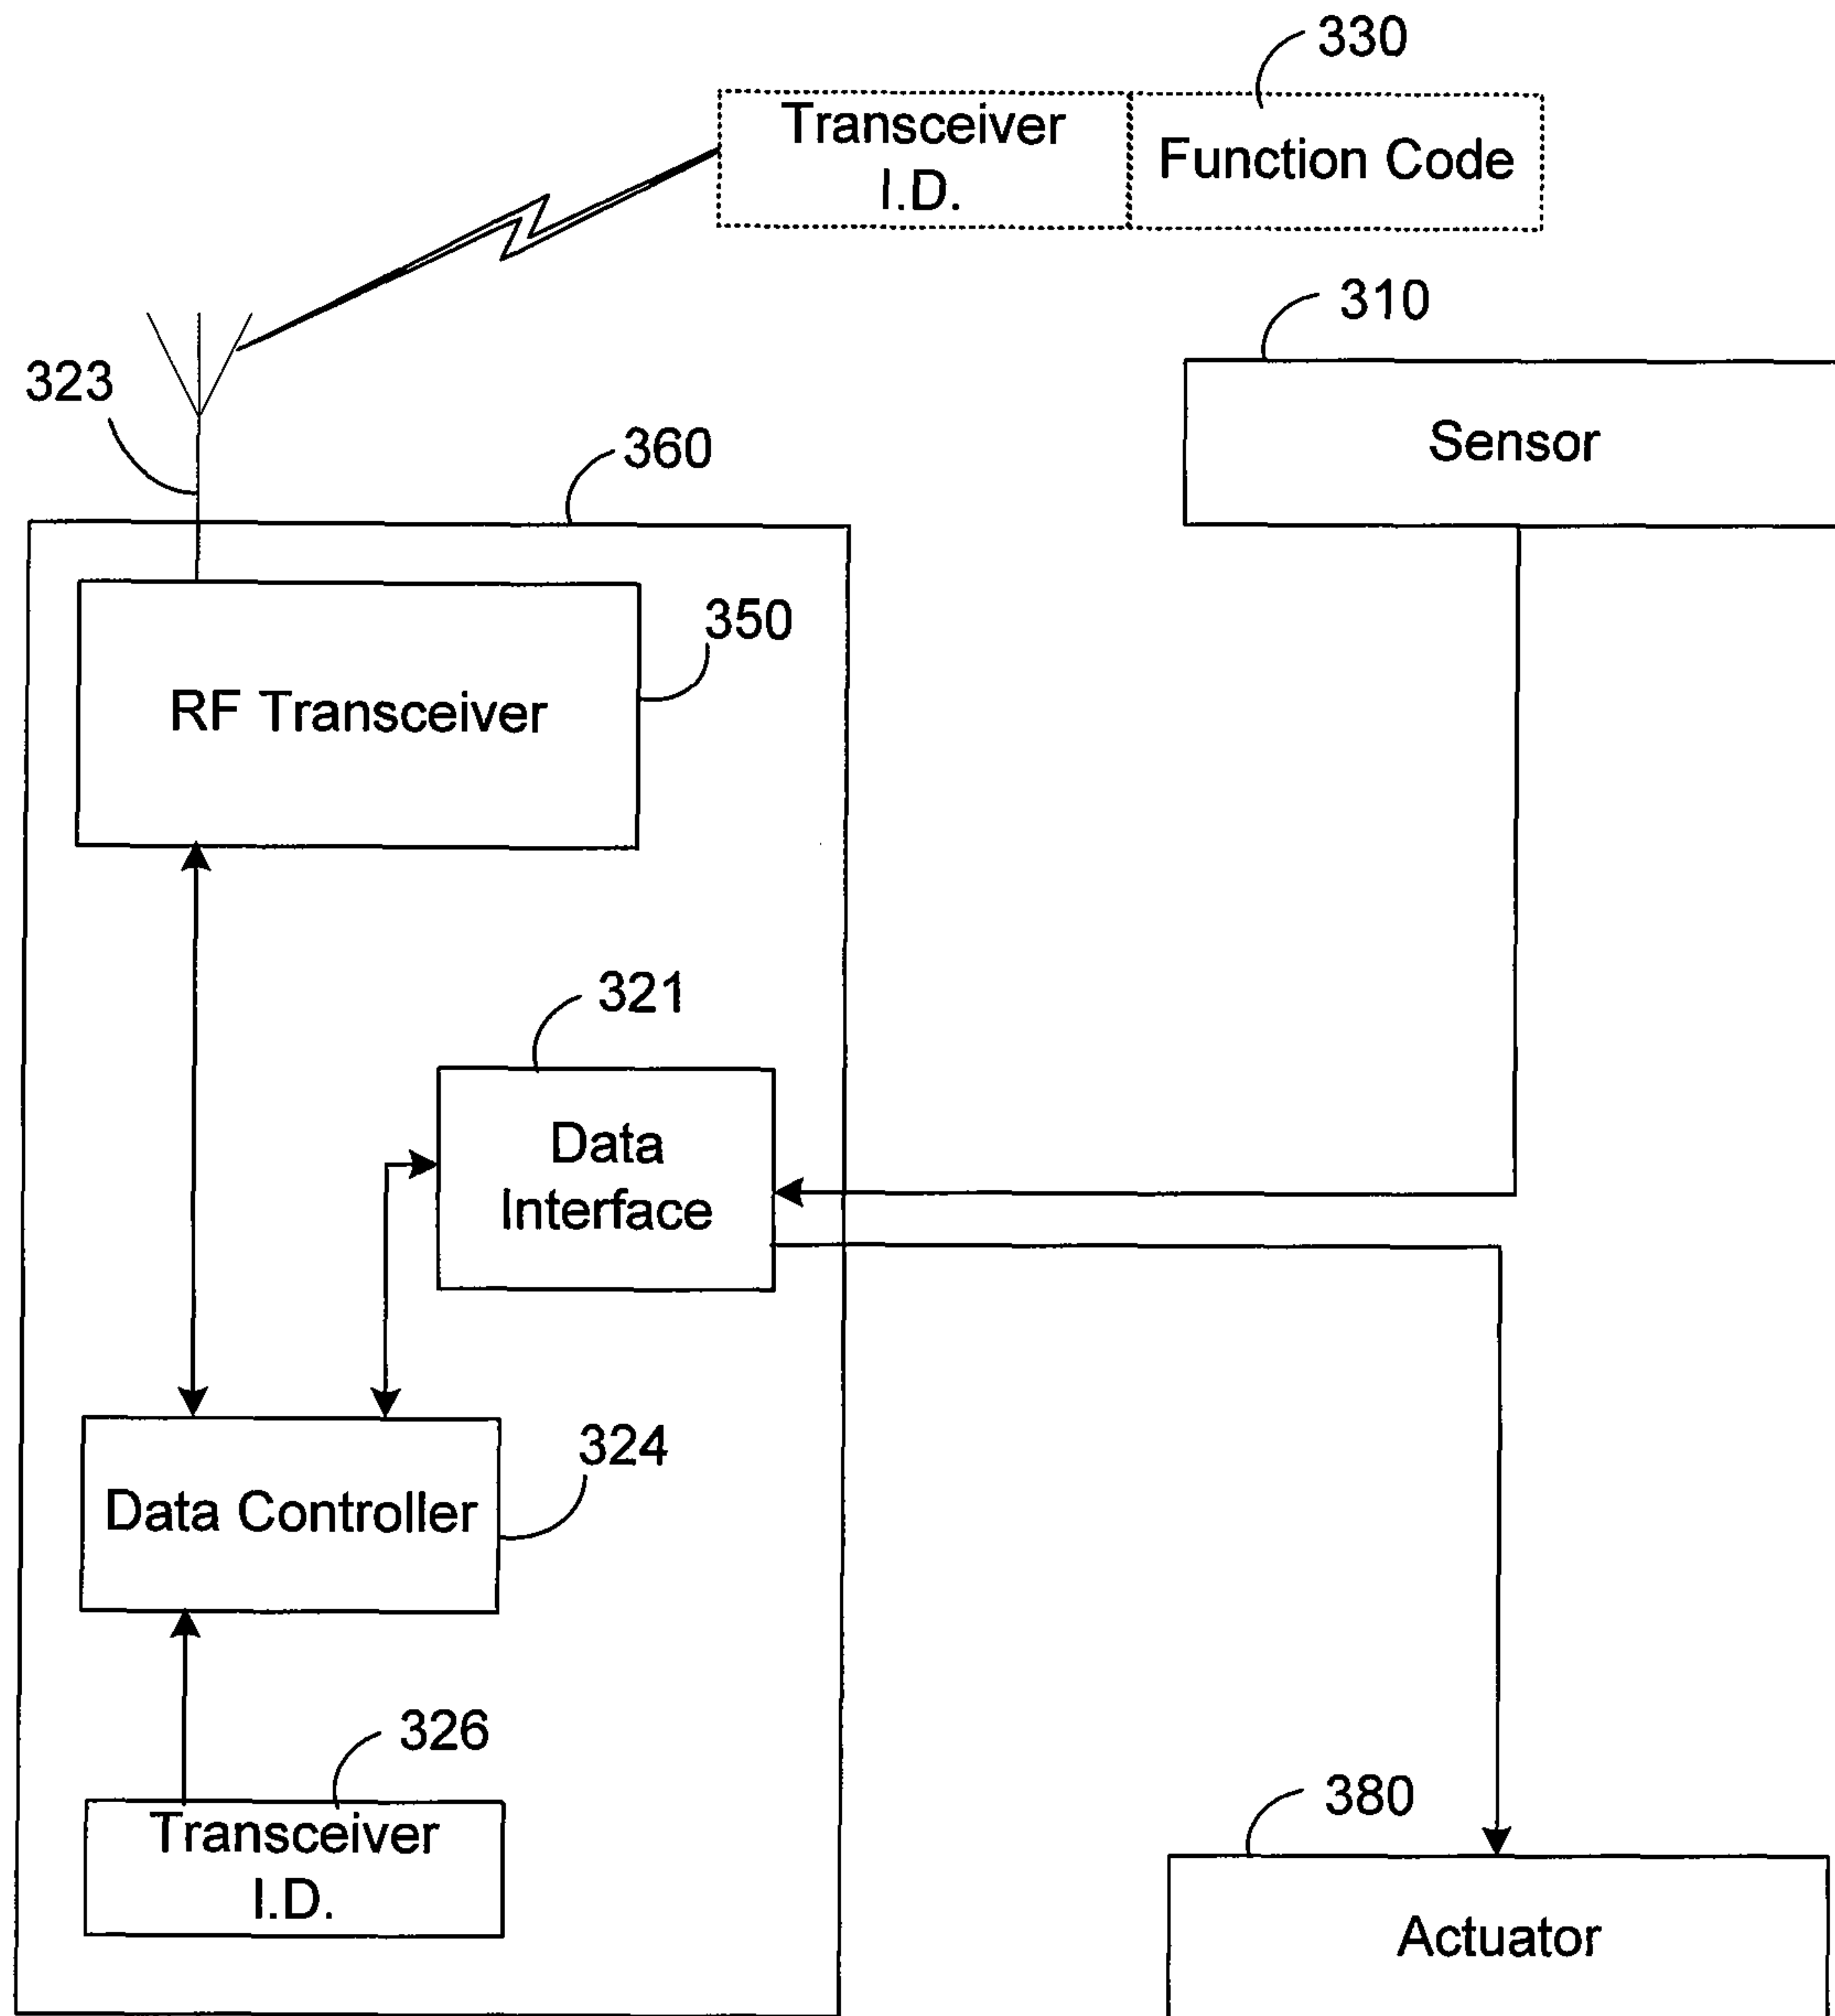 330
Transceiver
I.D.
Function Code
310
323
Sensor
360
350
RF Transceiver
321
Data
Interface
324
Data Controller
326
Transceiver
I.D.
380
Actuator